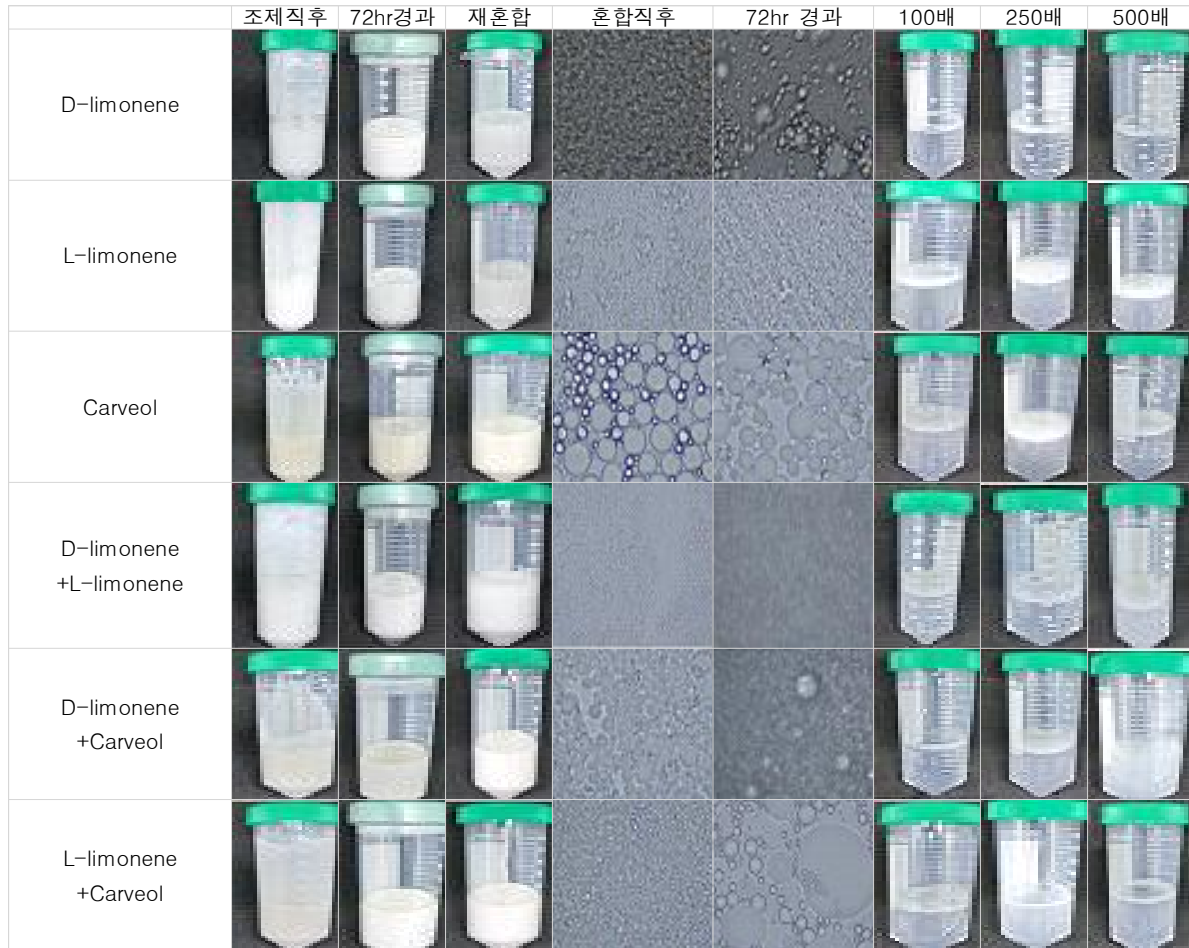 조제직후 72hr경과 재혼합 혼합직후 72hr 경과 100배 250배 500배
D-limonene
L-limonene
Carveol
D-limonene
+L-limonene
D-limonene
+Carveol
L-limonene
+Carveol